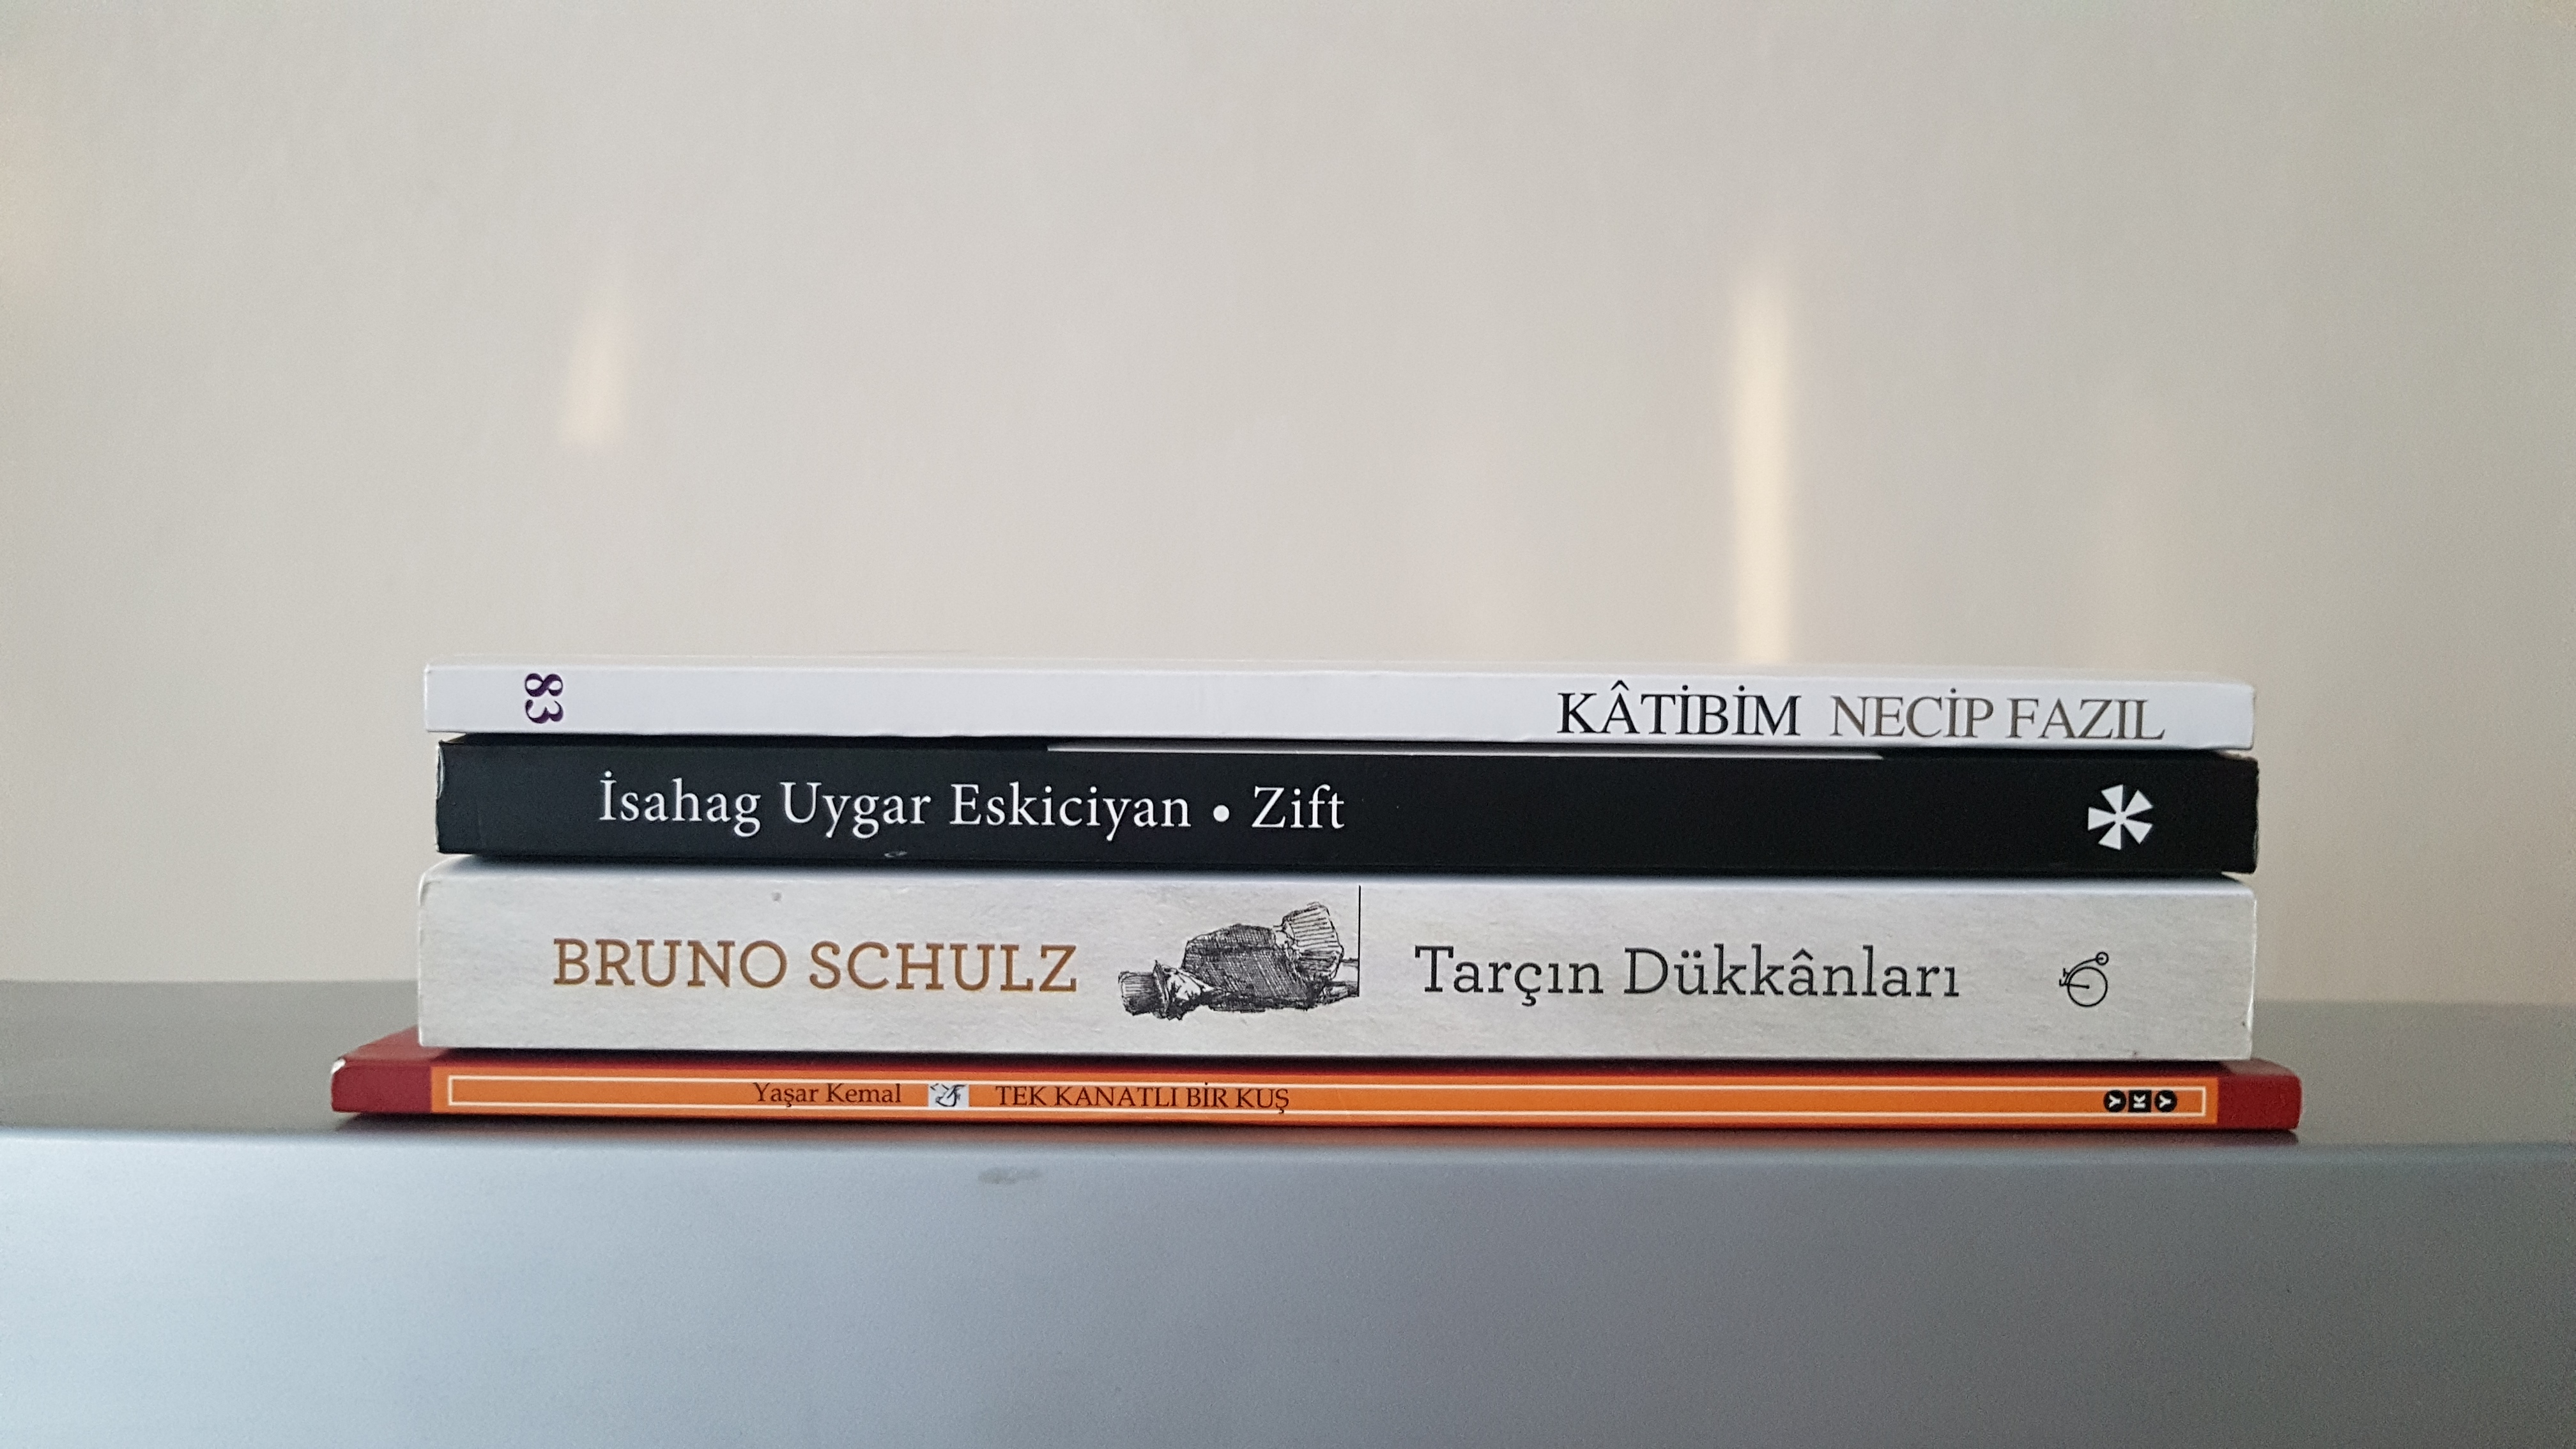 83 KÂTİBİM NECİP FAZIL
İsahag Uygar Eskiciyan • Zift
BRUNO SCHULZ Tarçın Dükkânları
Yaşar Kemal TEK KANATLI BİR KUŞ YKY